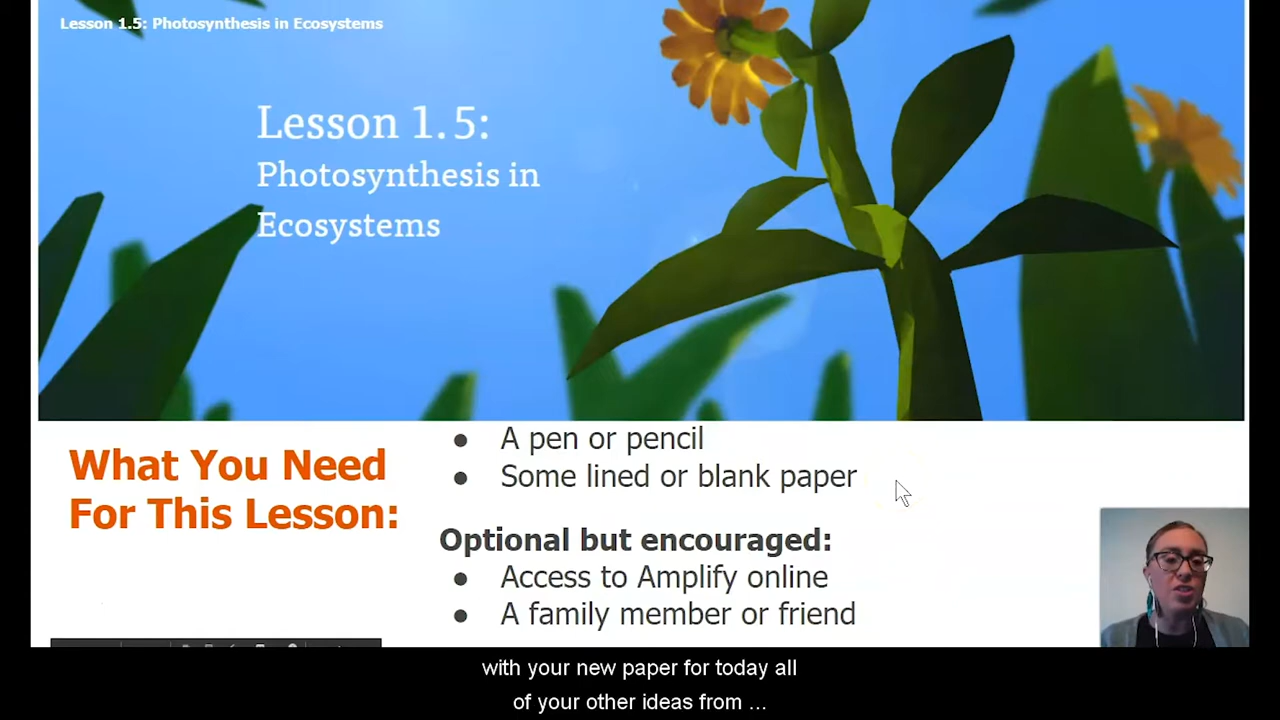 Lesson 1.5: Photosynthesis in Ecosystems
Lesson 1.5:
Photosynthesis in
Ecosystems
What You Need
For This Lesson:
● A pen or pencil
● Some lined or blank paper
Optional but encouraged:
● Access to Amplify online
● A family member or friend
with your new paper for today all
of your other ideas from ...